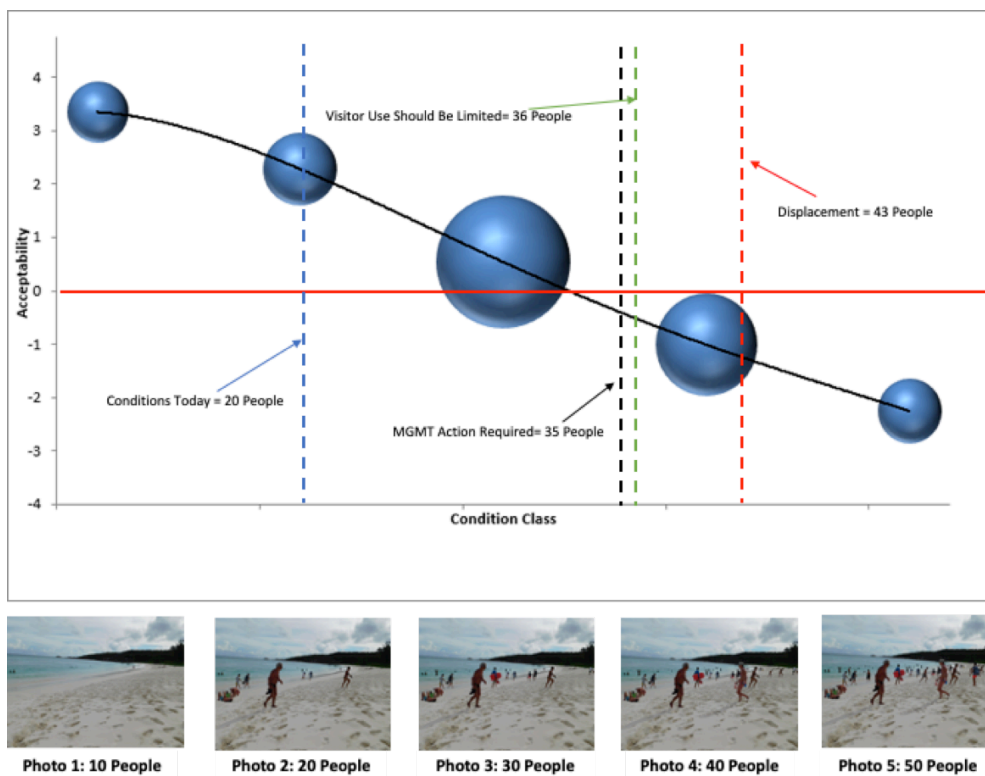 4
3
2
1
0
-1
-2
-3
-4
Acceptability
Visitor Use Should Be Limited= 36 People
Displacement = 43 People
Conditions Today = 20 People
MGMT Action Required= 35 People
Condition Class
Photo 1: 10 People
Photo 2: 20 People
Photo 3: 30 People
Photo 4: 40 People
Photo 5: 50 People